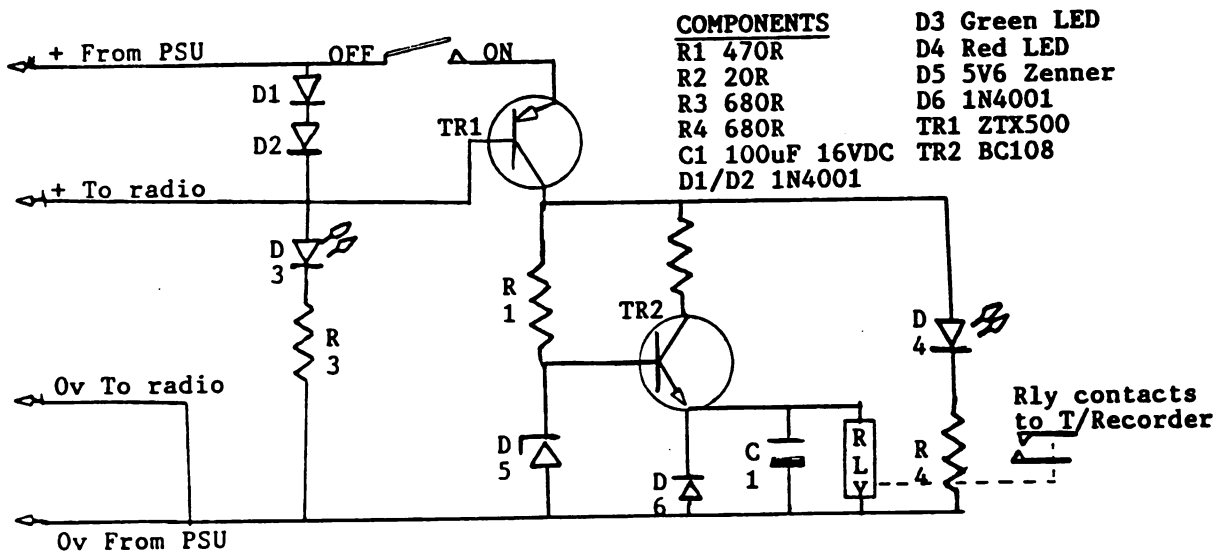 COMPONENTS
R1 470R
R2 20R
R3 680R
R4 680R
C1 100uF 16VDC
D1/D2 1N4001
D3 Green LED
D4 Red LED
D5 5V6 Zenner
D6 1N4001
TR1 ZTX500
TR2 BC108
+ From PSU
OFF
ON
D1
D2
TR1
+ To radio
D
3
R
1
TR2
R
3
D
4
0v To radio
Rly contacts
to T/Recorder
D
5
D
6
C
1
R
L
Y
R
4
0v From PSU